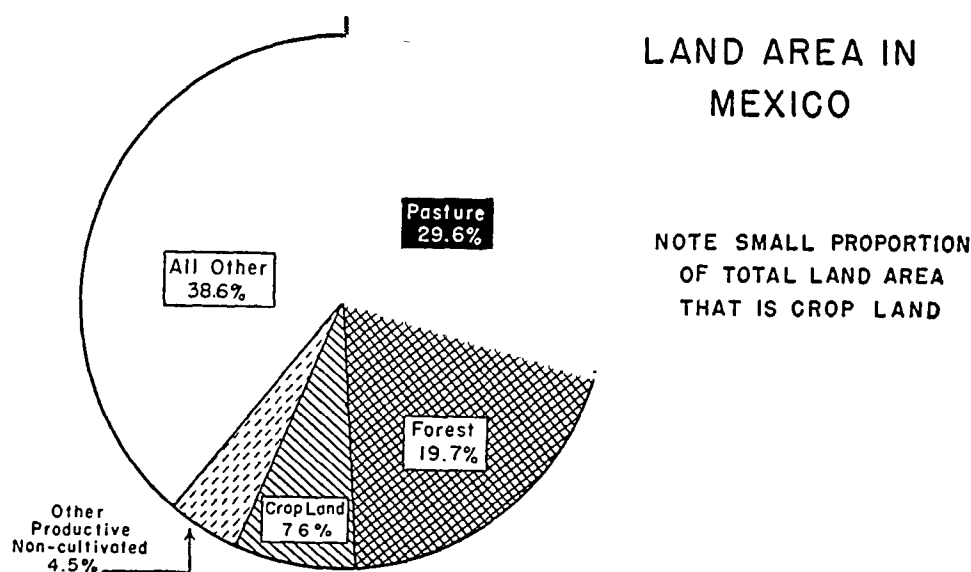 LAND AREA IN
MEXICO
Pasture
29.6%
NOTE SMALL PROPORTION
OF TOTAL LAND AREA
THAT IS CROP LAND
All Other
38.6%
Forest
19.7%
Crop Land
7 6%
Other
Productive
Non-cultivated
4.5%